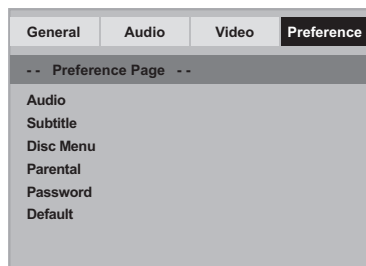 General Audio Video Preference
- - Preference Page - -
Audio
Subtitle
Disc Menu
Parental
Password
Default